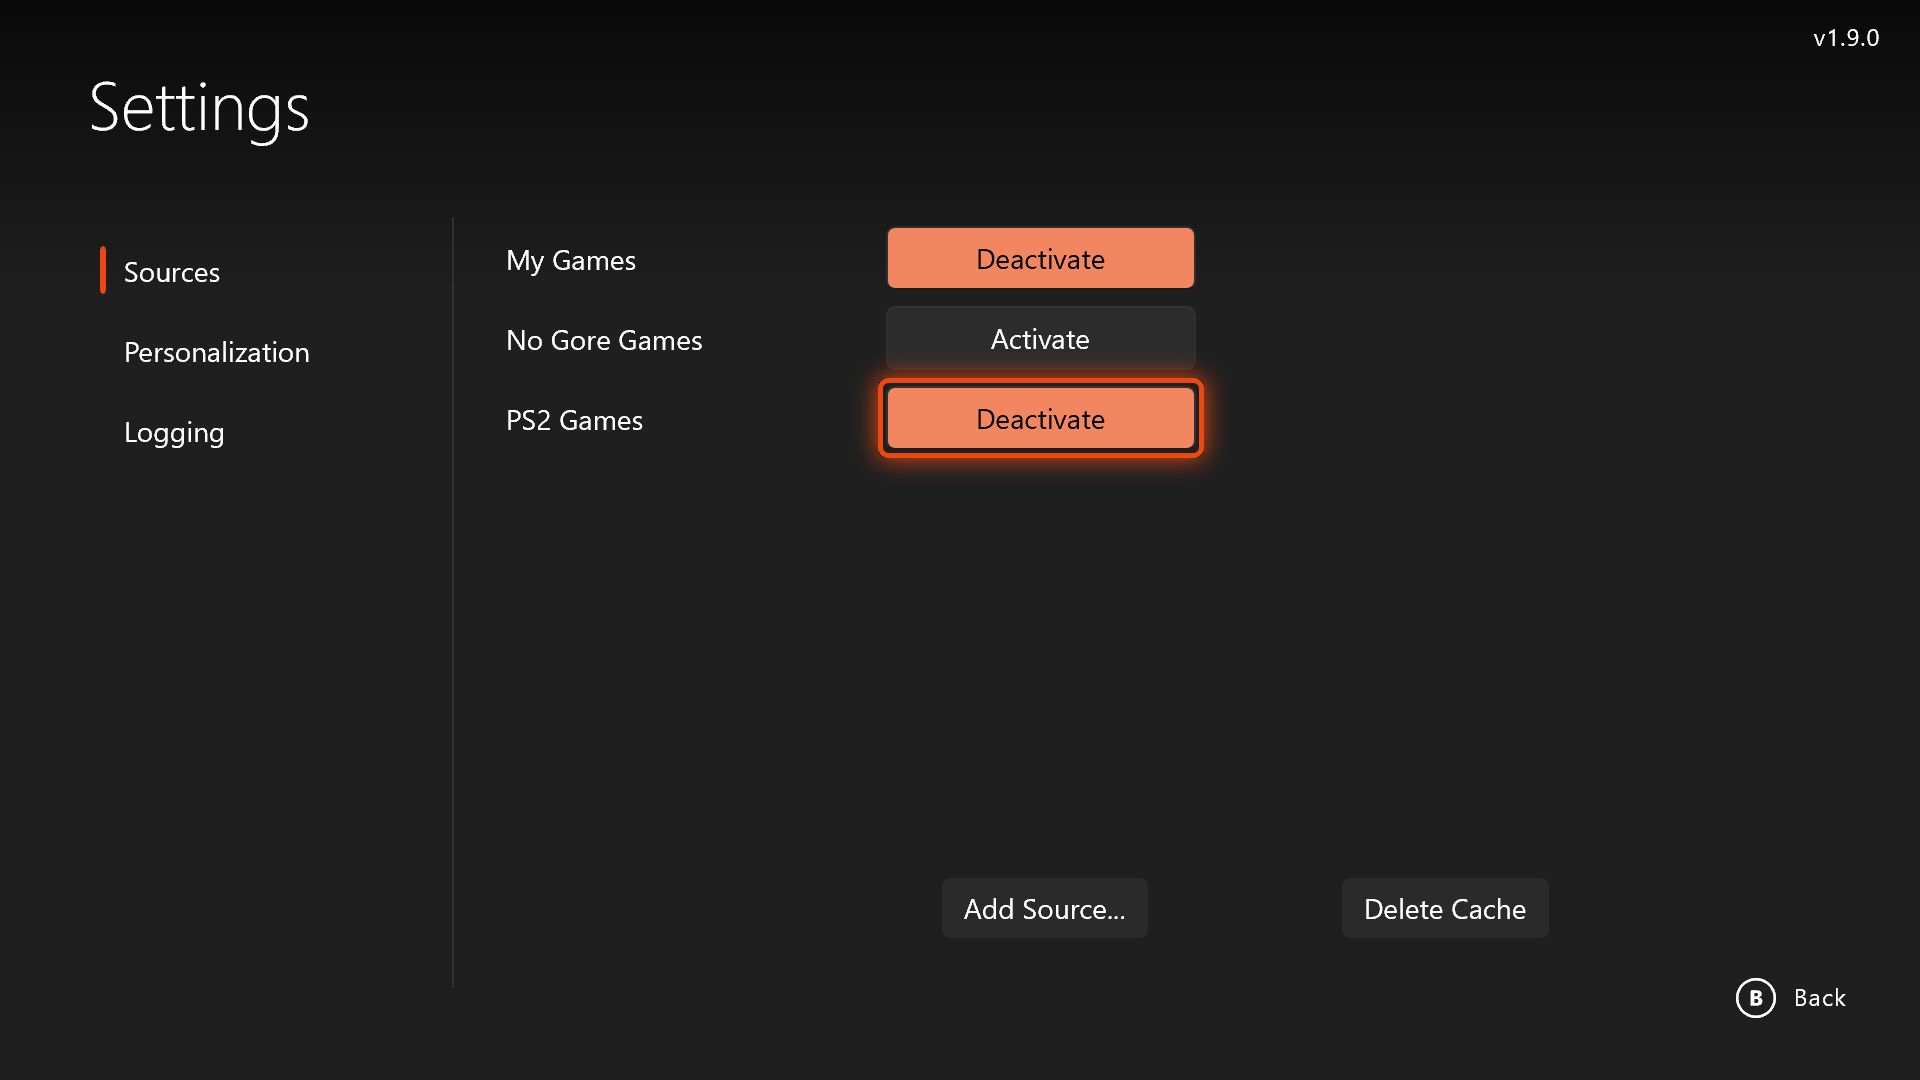 v1.9.0
Settings
Sources
Personalization
Logging
My Games
Deactivate
No Gore Games
Activate
PS2 Games
Deactivate
Add Source...
Delete Cache
B Back